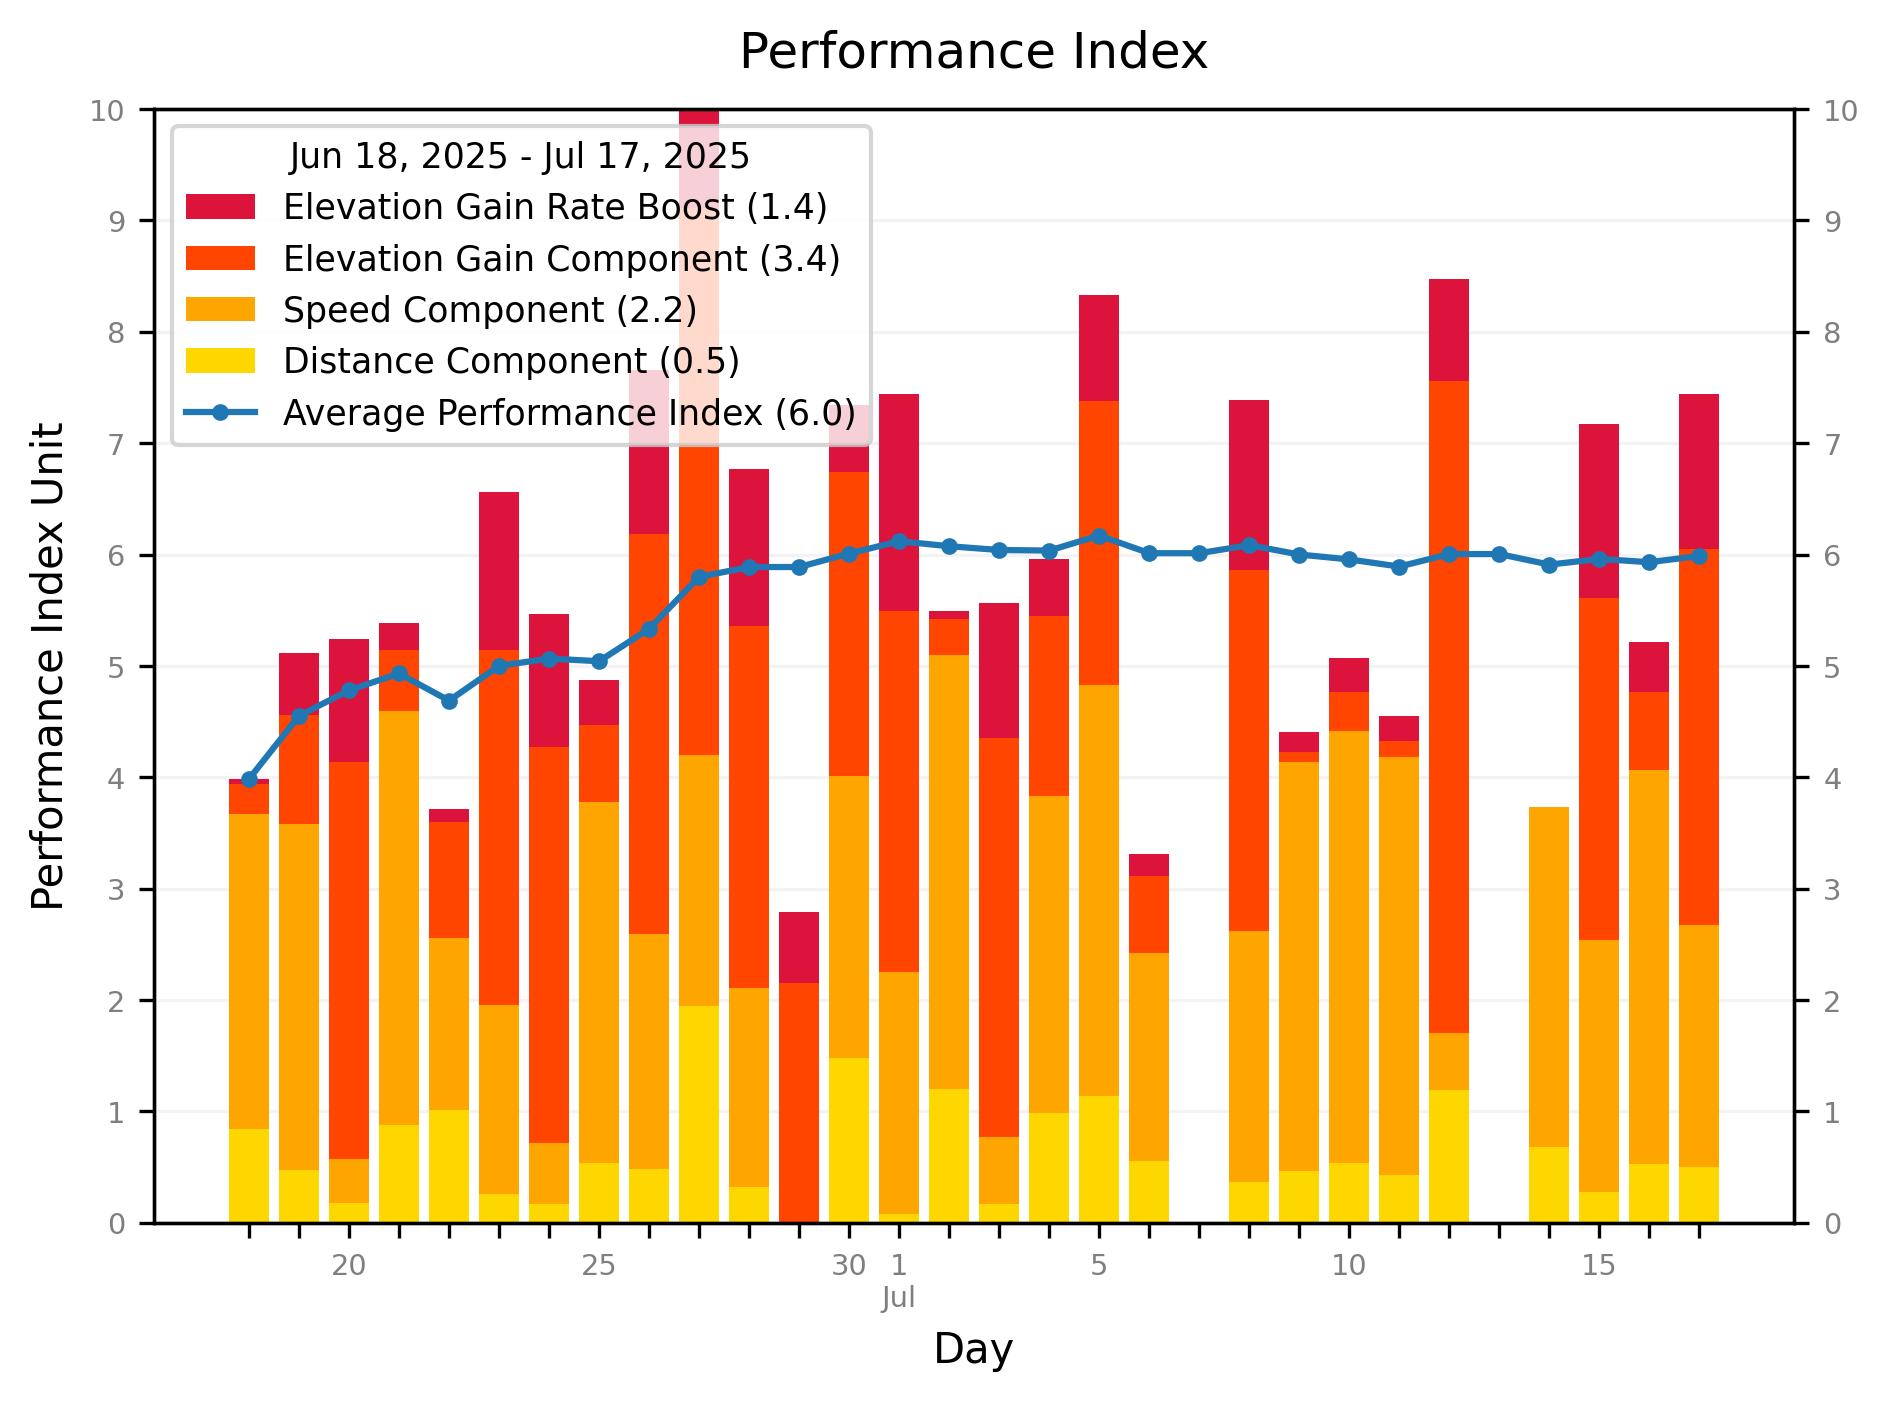 Performance Index
Jun 18, 2025 - Jul 17, 2025
Elevation Gain Rate Boost (1.4)
Elevation Gain Component (3.4)
Speed Component (2.2)
Distance Component (0.5)
Average Performance Index (6.0)
Performance Index Unit
10
9
8
7
6
5
4
3
2
1
0
10
9
8
7
6
5
4
3
2
1
0
20 25 30 1 5 10 15
Jul
Day